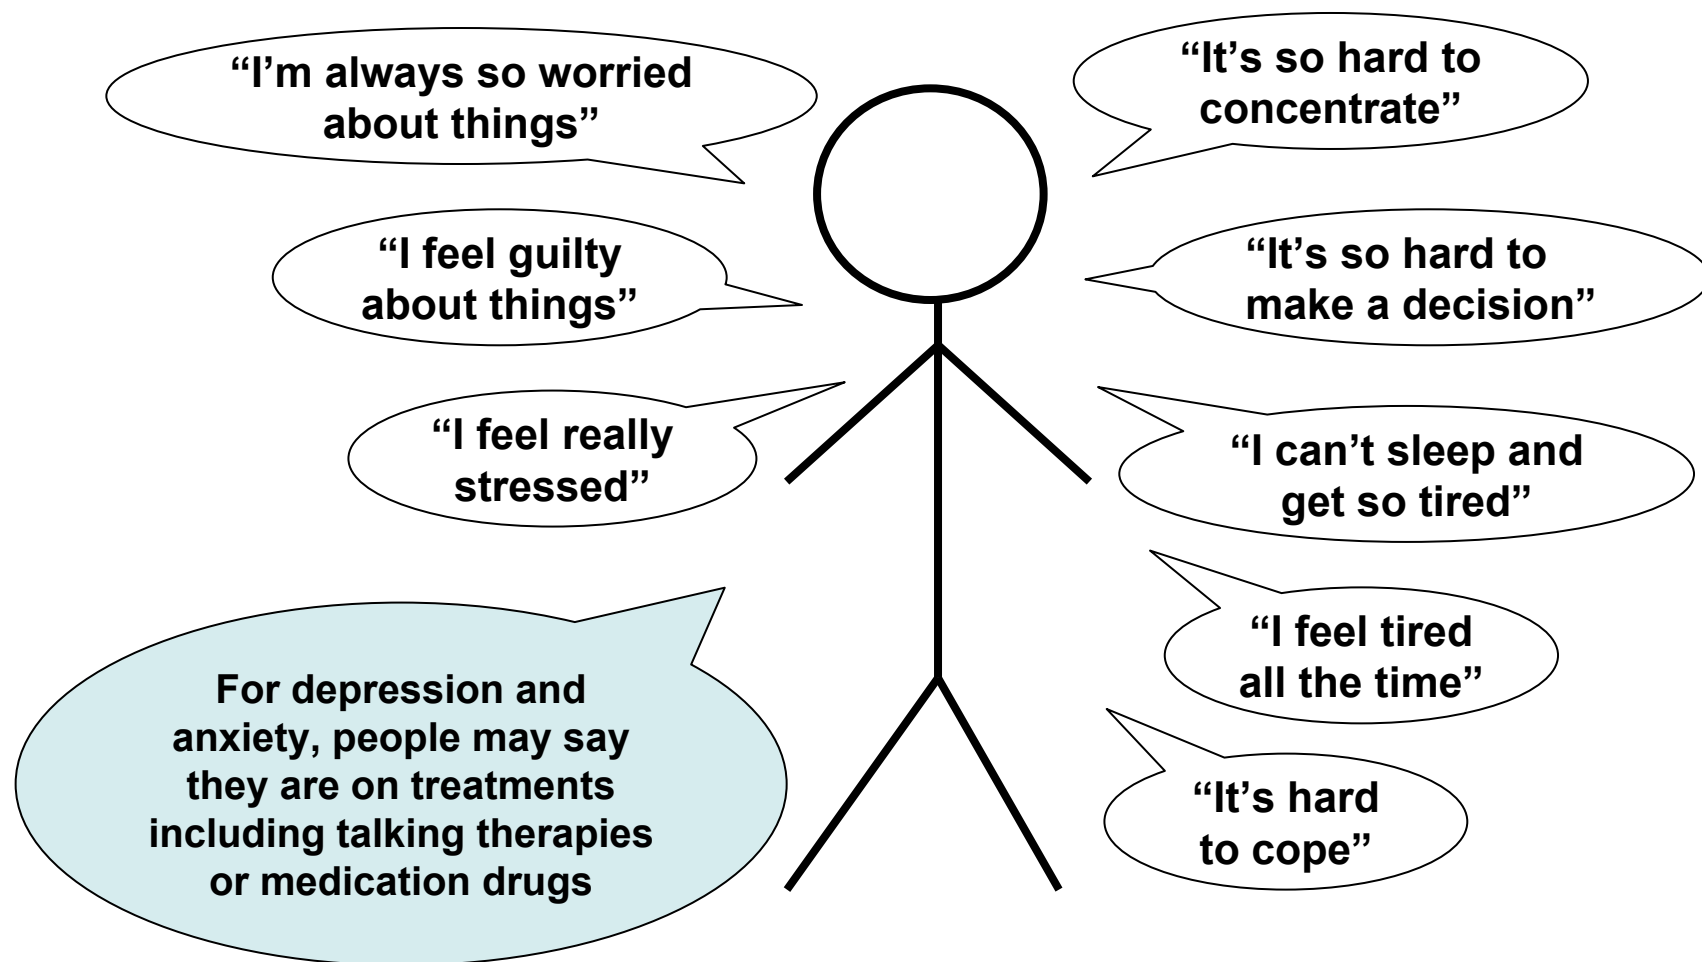 “I’m always so worried
about things”
“It’s so hard to
concentrate”
“I feel guilty
about things”
“It’s so hard to
make a decision”
“I feel really
stressed”
“I can’t sleep and
get so tired”
“I feel tired
all the time”
For depression and
anxiety, people may say
they are on treatments
including talking therapies
or medication drugs
“It’s hard
to cope”